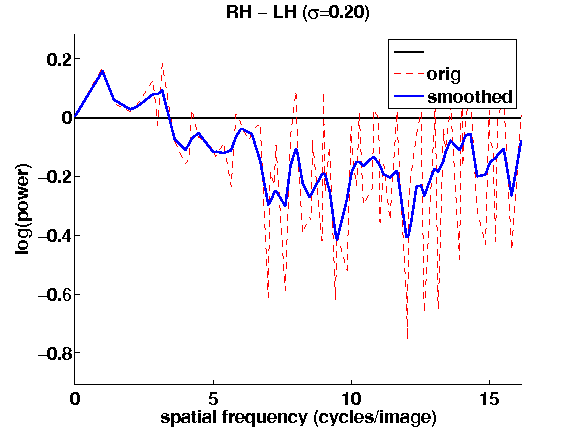 RH − LH (σ=0.20)
orig
smoothed
0.2
0
−0.2
−0.4
−0.6
−0.8
log(power)
0 5 10 15
spatial frequency (cycles/image)